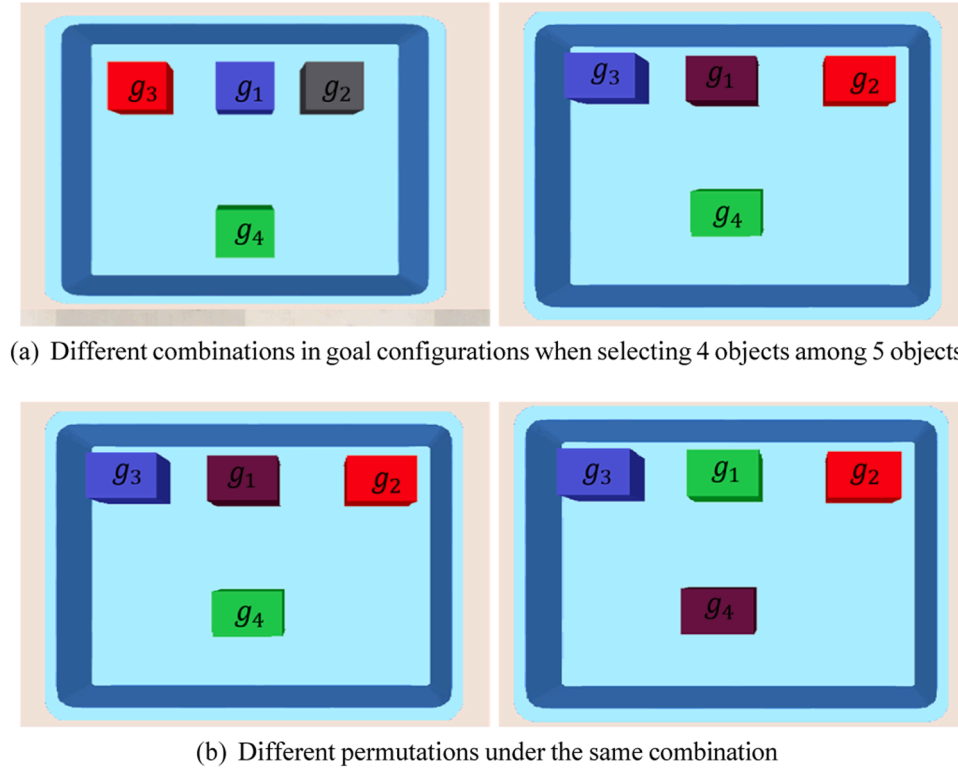 g₃ g₁ g₂ g₃ g₁ g₂
g₄ g₄
(a) Different combinations in goal configurations when selecting 4 objects among 5 objects
g₃ g₁ g₂ g₃ g₁ g₂
g₄ g₄
(b) Different permutations under the same combination